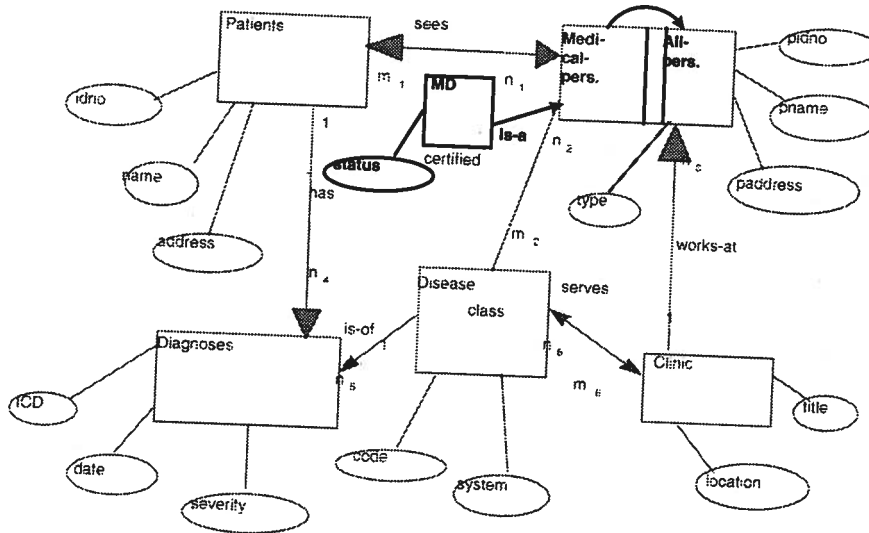 Patients
sees
Medi-
cal-
pers.
All-
pers.
pidno
m 1
n 1
MD
idno
pname
1
is-a
n 2
status
certified
name
has
type
paddress
address
m 2
works-at
n 4
Disease
class
serves
is-of
1
1
Diagnoses
n 5
n 6
m 6
Clinic
ICD
title
date
code
system
location
severity